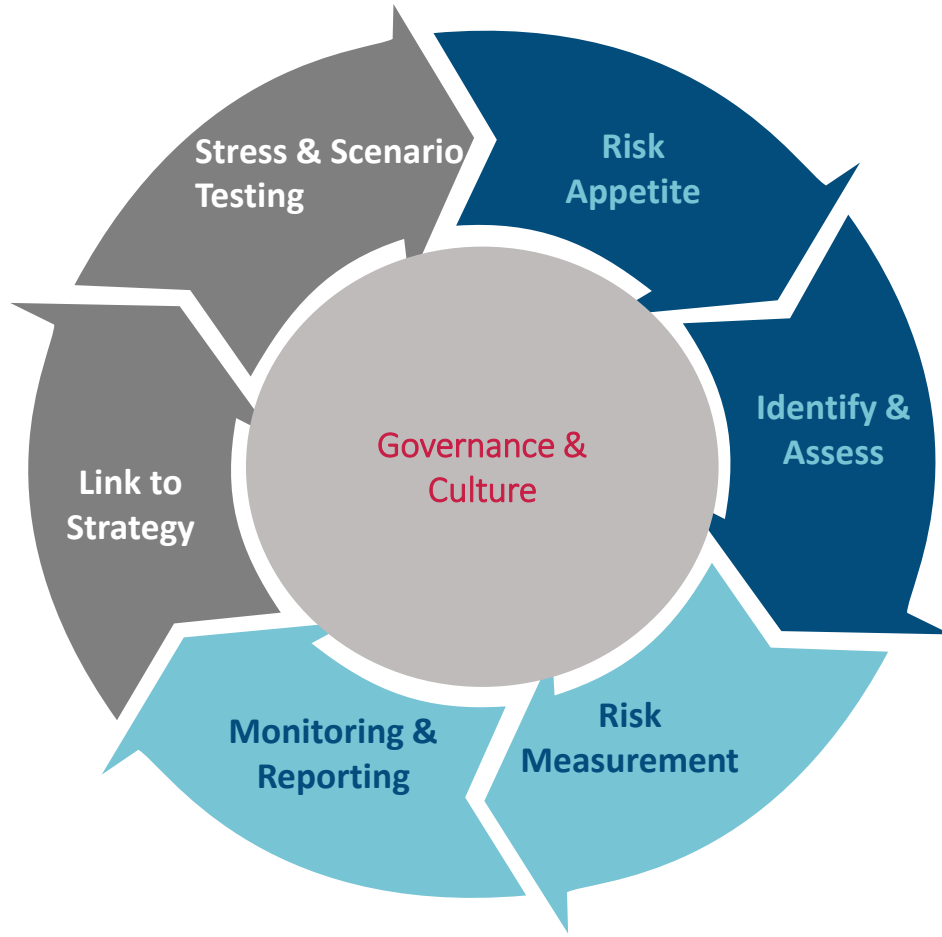 Stress & Scenario
Testing
Risk
Appetite
Identify &
Assess
Governance &
Culture
Link to
Strategy
Risk
Measurement
Monitoring &
Reporting